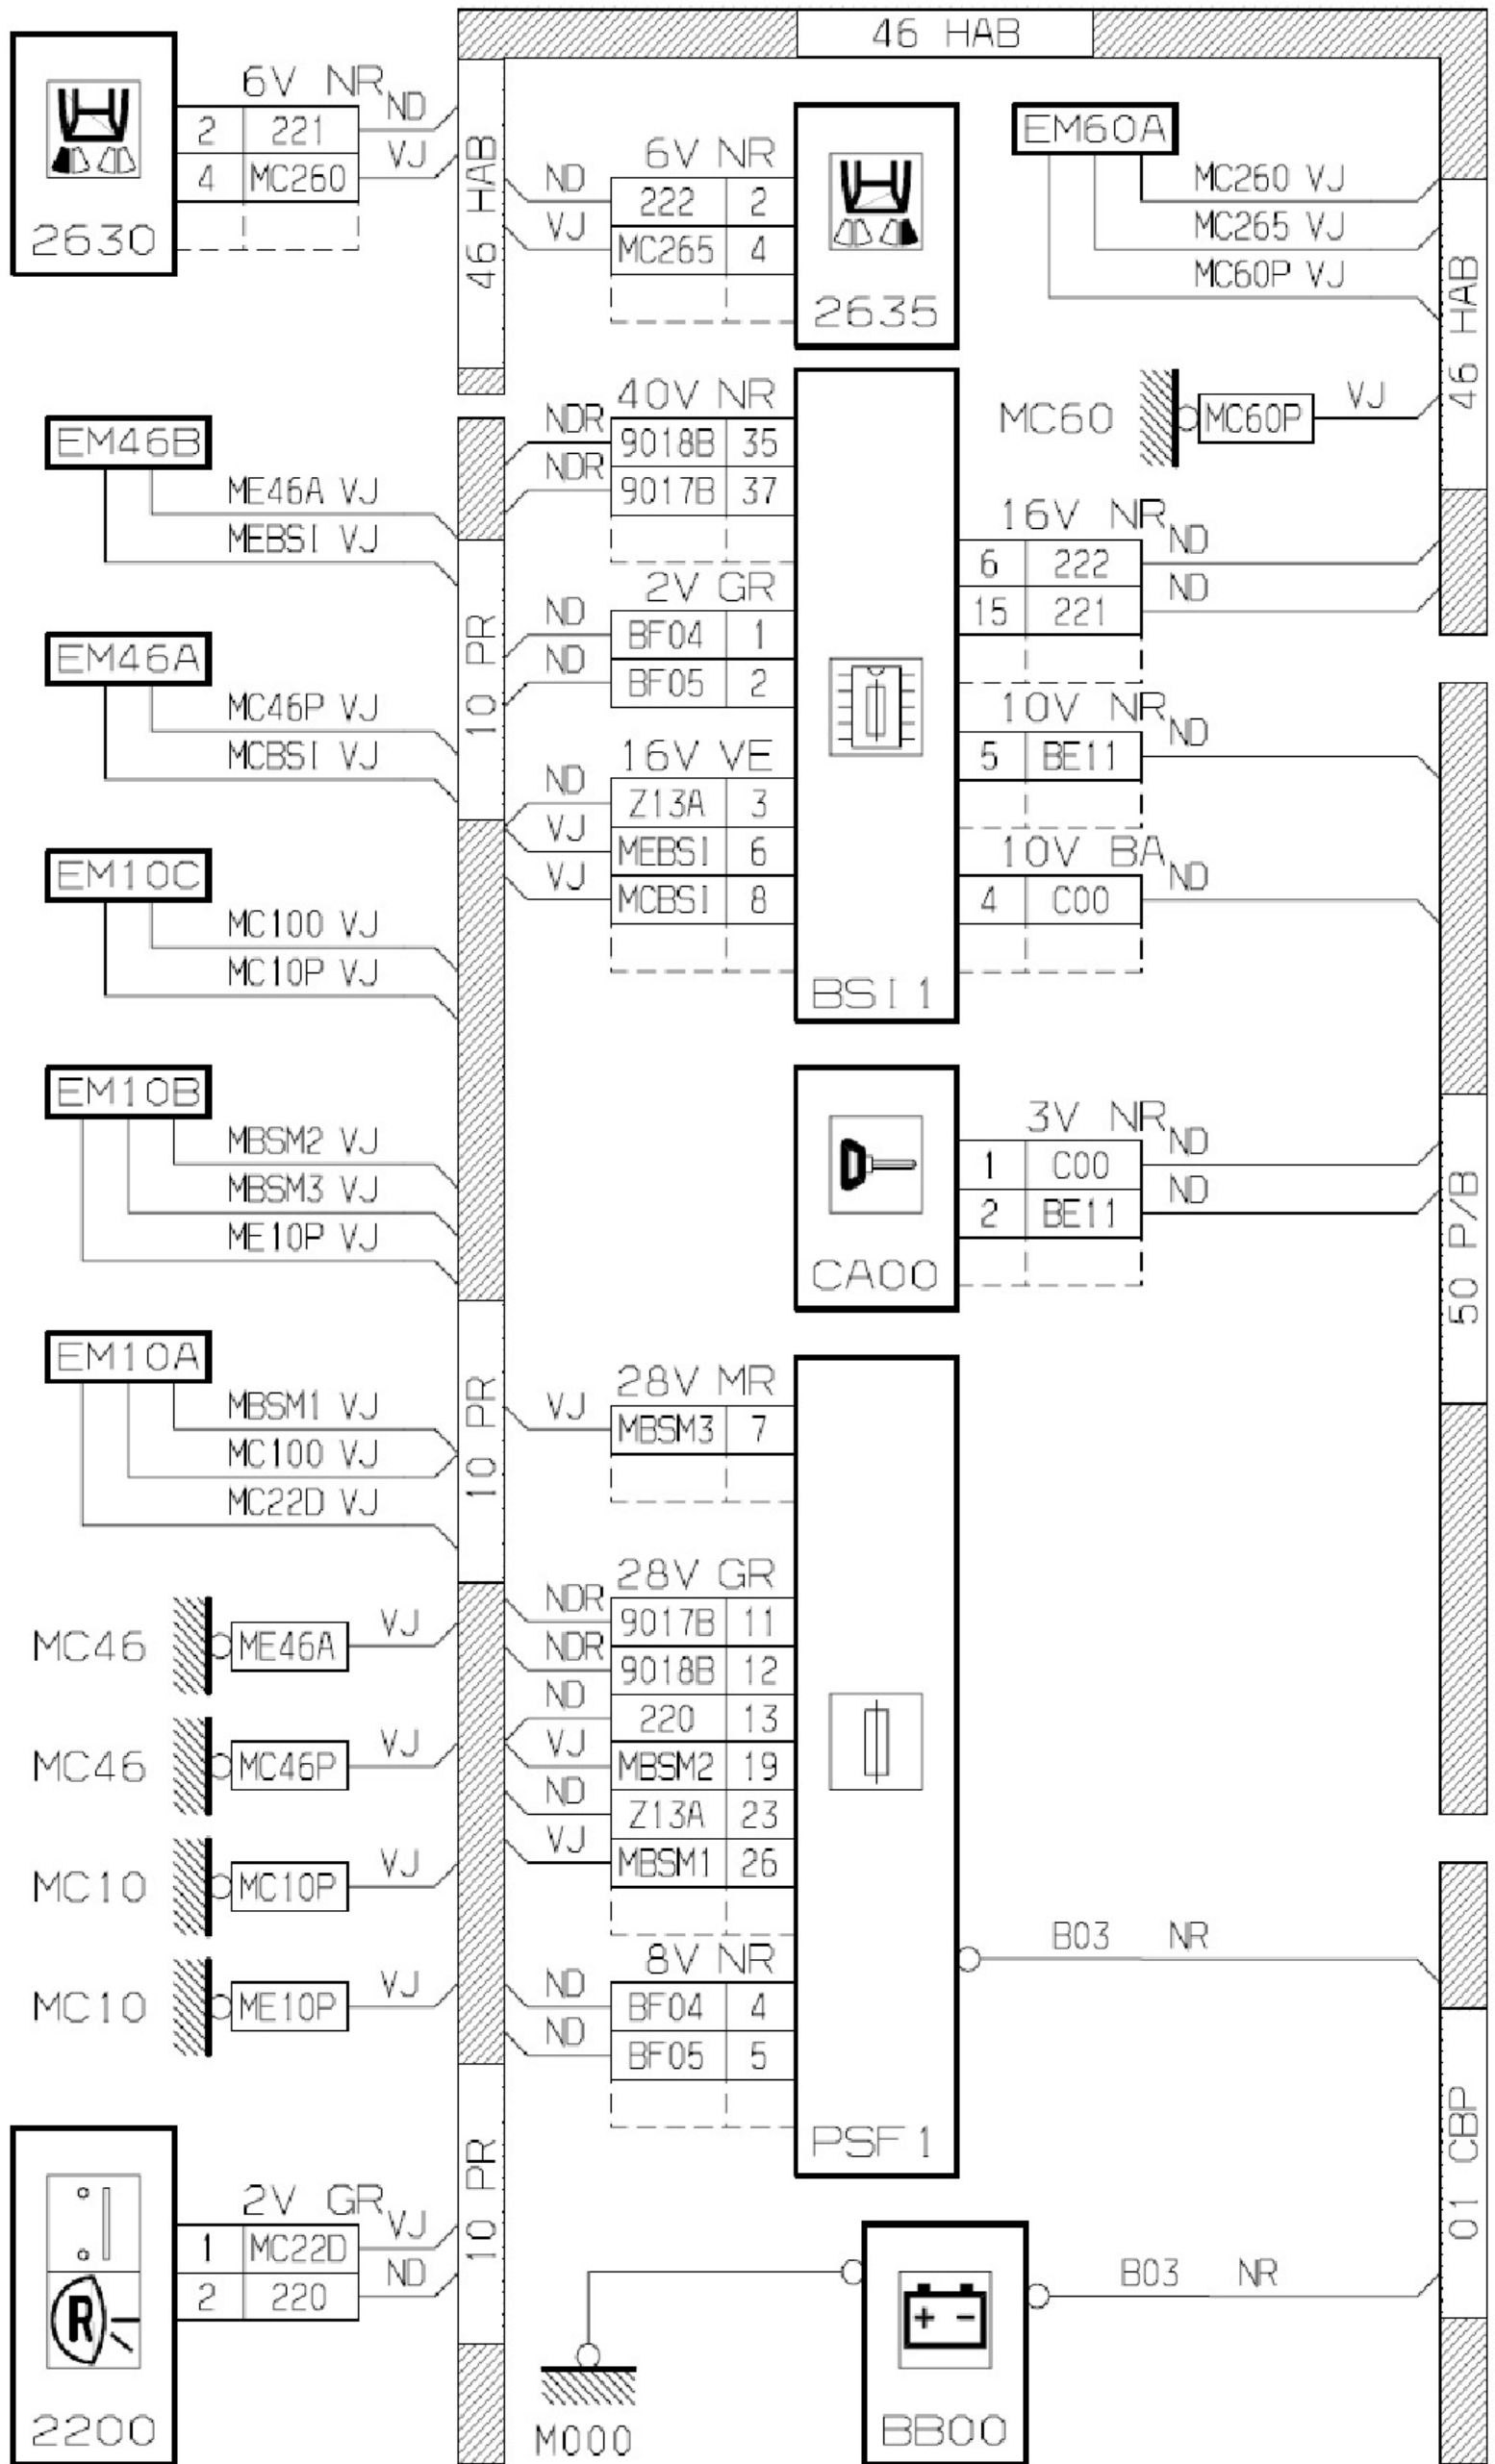 46 HAB
6V NR
2 221 ND
4 MC260 VJ
2630
46 HAB
6V NR
ND 222 2
VJ MC265 4
2635
EM60A
MC260 VJ
MC265 VJ
MC60P VJ
46 HAB
MC60 MC60P VJ
EM46B
ME46A VJ
MEBSI VJ
EM46A
MC46P VJ
MCBSI VJ
10 PR
EM10C
MC100 VJ
MC10P VJ
EM10B
MBSM2 VJ
MBSM3 VJ
ME10P VJ
EM10A
MBSM1 VJ
MC100 VJ
MC22D VJ
10 PR
MC46 ME46A VJ
MC46 MC46P VJ
MC10 MC10P VJ
MC10 ME10P VJ
2V GR
1 MC22D VJ
2 220 ND
R
2200
10 PR
40V NR
NDR 9018B 35
NDR 9017B 37
2V GR
ND BF04 1
ND BF05 2
16V VE
ND Z13A 3
VJ MEBSI 6
VJ MCBSI 8
BSI1
16V NR
6 222 ND
15 221 ND
10V NR
5 BE11 ND
10V BA
4 C00 ND
CA00
3V NR
1 C00 ND
2 BE11 ND
50 P/B
28V MR
VJ MBSM3 7
28V GR
NDR 9017B 11
NDR 9018B 12
ND 220 13
VJ MBSM2 19
ND Z13A 23
VJ MBSM1 26
8V NR
ND BF04 4
ND BF05 5
PSF1
B03 NR
01 CBP
M000
+ -
BB00
B03 NR